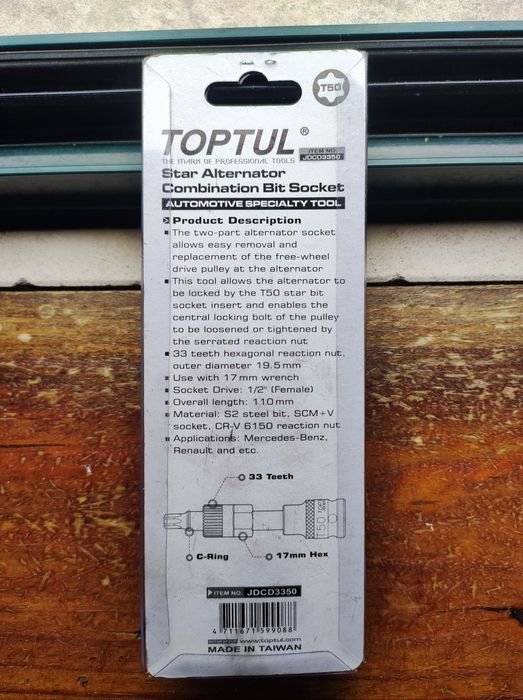 T50
TOPTUL®
THE MARK OF PROFESSIONAL TOOLS
ITEM NO.
JDCD3350
Star Alternator
Combination Bit Socket
AUTOMOTIVE SPECIALTY TOOL
Product Description
The two-part alternator socket
allows easy removal and
replacement of the free-wheel
drive pulley at the alternator
This tool allows the alternator to
be locked by the T50 star bit
socket insert and enables the
central locking bolt of the pulley
to be loosened or tightened by
the serrated reaction nut
33 teeth hexagonal reaction nut,
outer diameter 19.5mm
Use with 17mm wrench
Socket Drive: 1/2" (Female)
Overall length: 110mm
Material: S2 steel bit, SCM+V
socket, CR-V 6150 reaction nut
Applications: Mercedes-Benz,
Renault and etc.
33 Teeth
T50 TOPT
C-Ring
17mm Hex
ITEM NO. JDCD3350
4 711671 599088
www.toptul.com
MADE IN TAIWAN